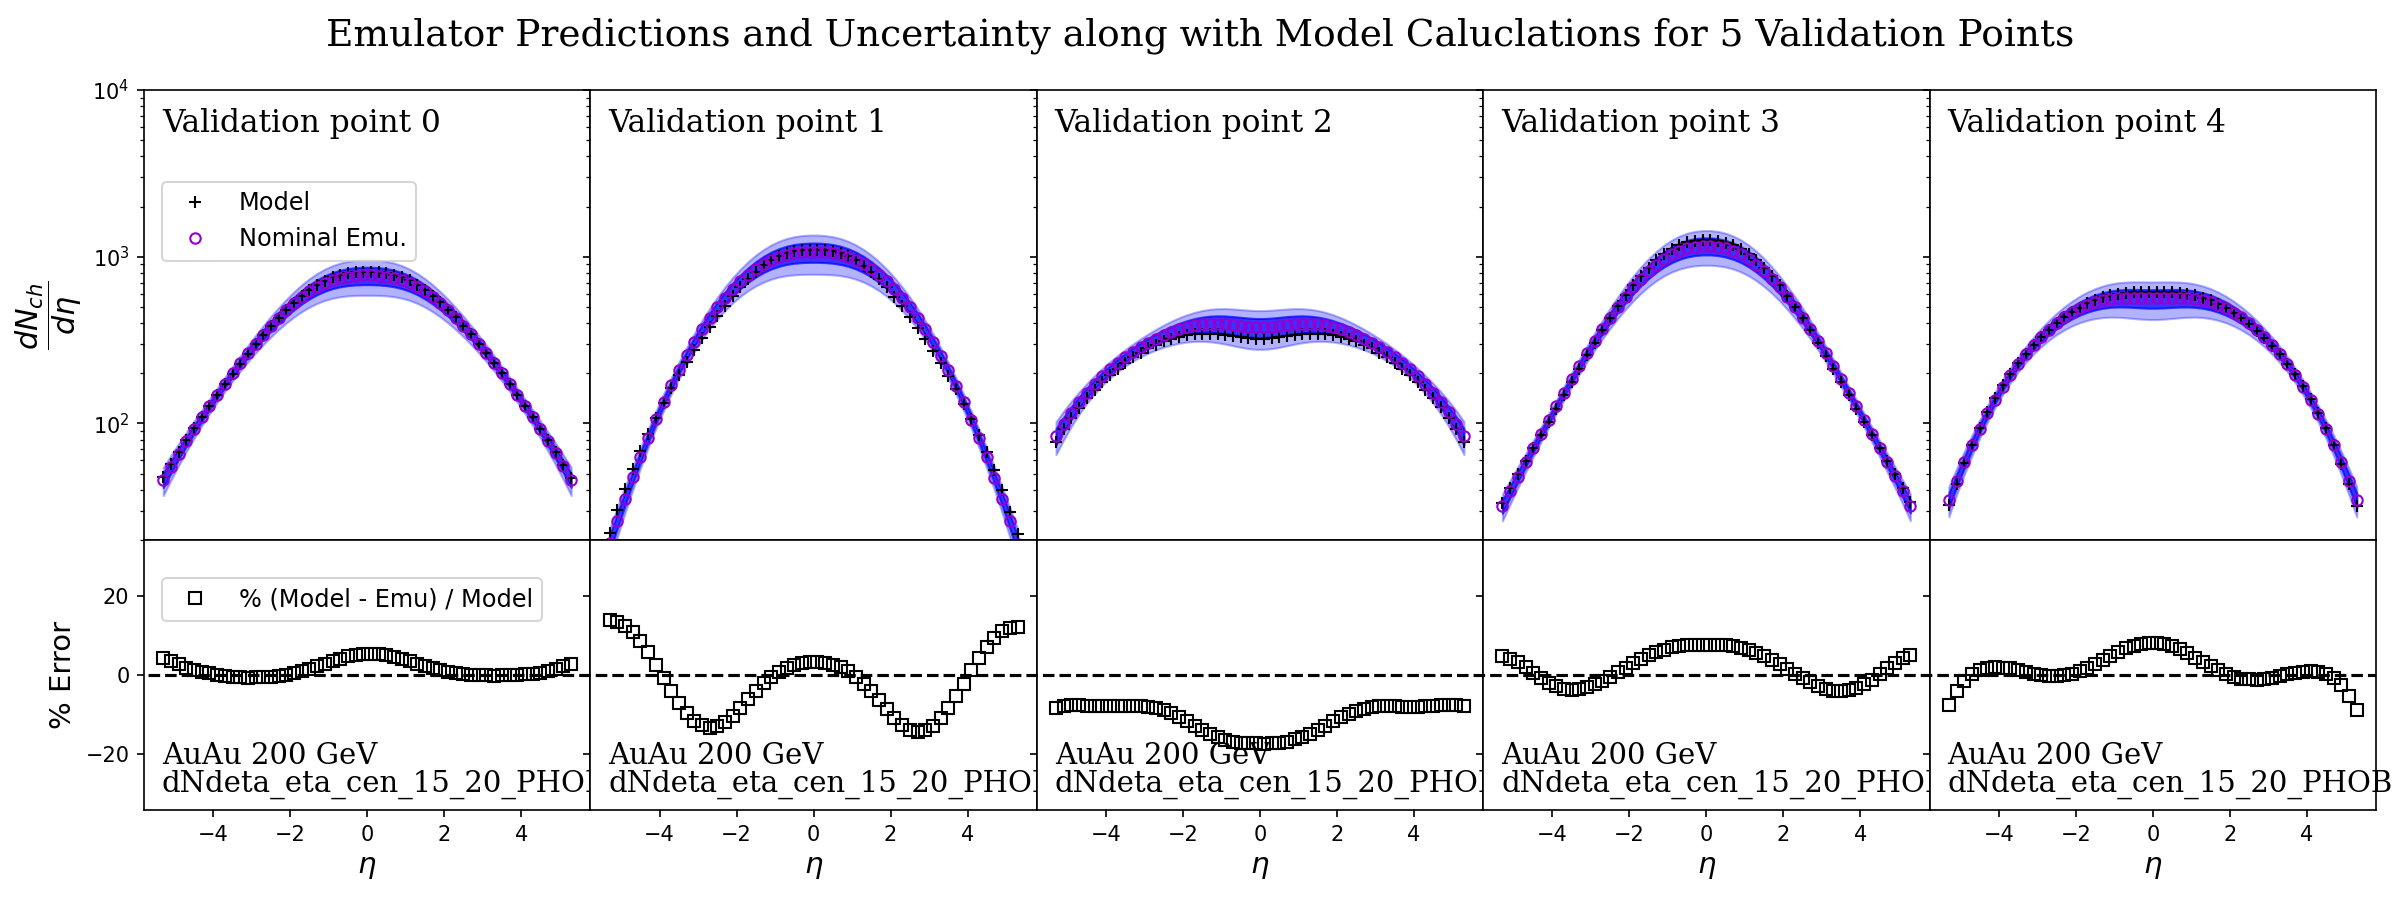 Emulator Predictions and Uncertainty along with Model Caluclations for 5 Validation Points
Validation point 0
Validation point 1
Validation point 2
Validation point 3
Validation point 4
Model
Nominal Emu.
dN_ch
dη
10^4
10^3
10^2
% (Model - Emu) / Model
% Error
20
0
−20
AuAu 200 GeV
dNdeta_eta_cen_15_20_PHO
AuAu 200 GeV
dNdeta_eta_cen_15_20_PHO
AuAu 200 GeV
dNdeta_eta_cen_15_20_PHO
AuAu 200 GeV
dNdeta_eta_cen_15_20_PHO
AuAu 200 GeV
dNdeta_eta_cen_15_20_PHOB
−4 −2 0 2 4
−4 −2 0 2 4
−4 −2 0 2 4
−4 −2 0 2 4
−4 −2 0 2 4
η
η
η
η
η